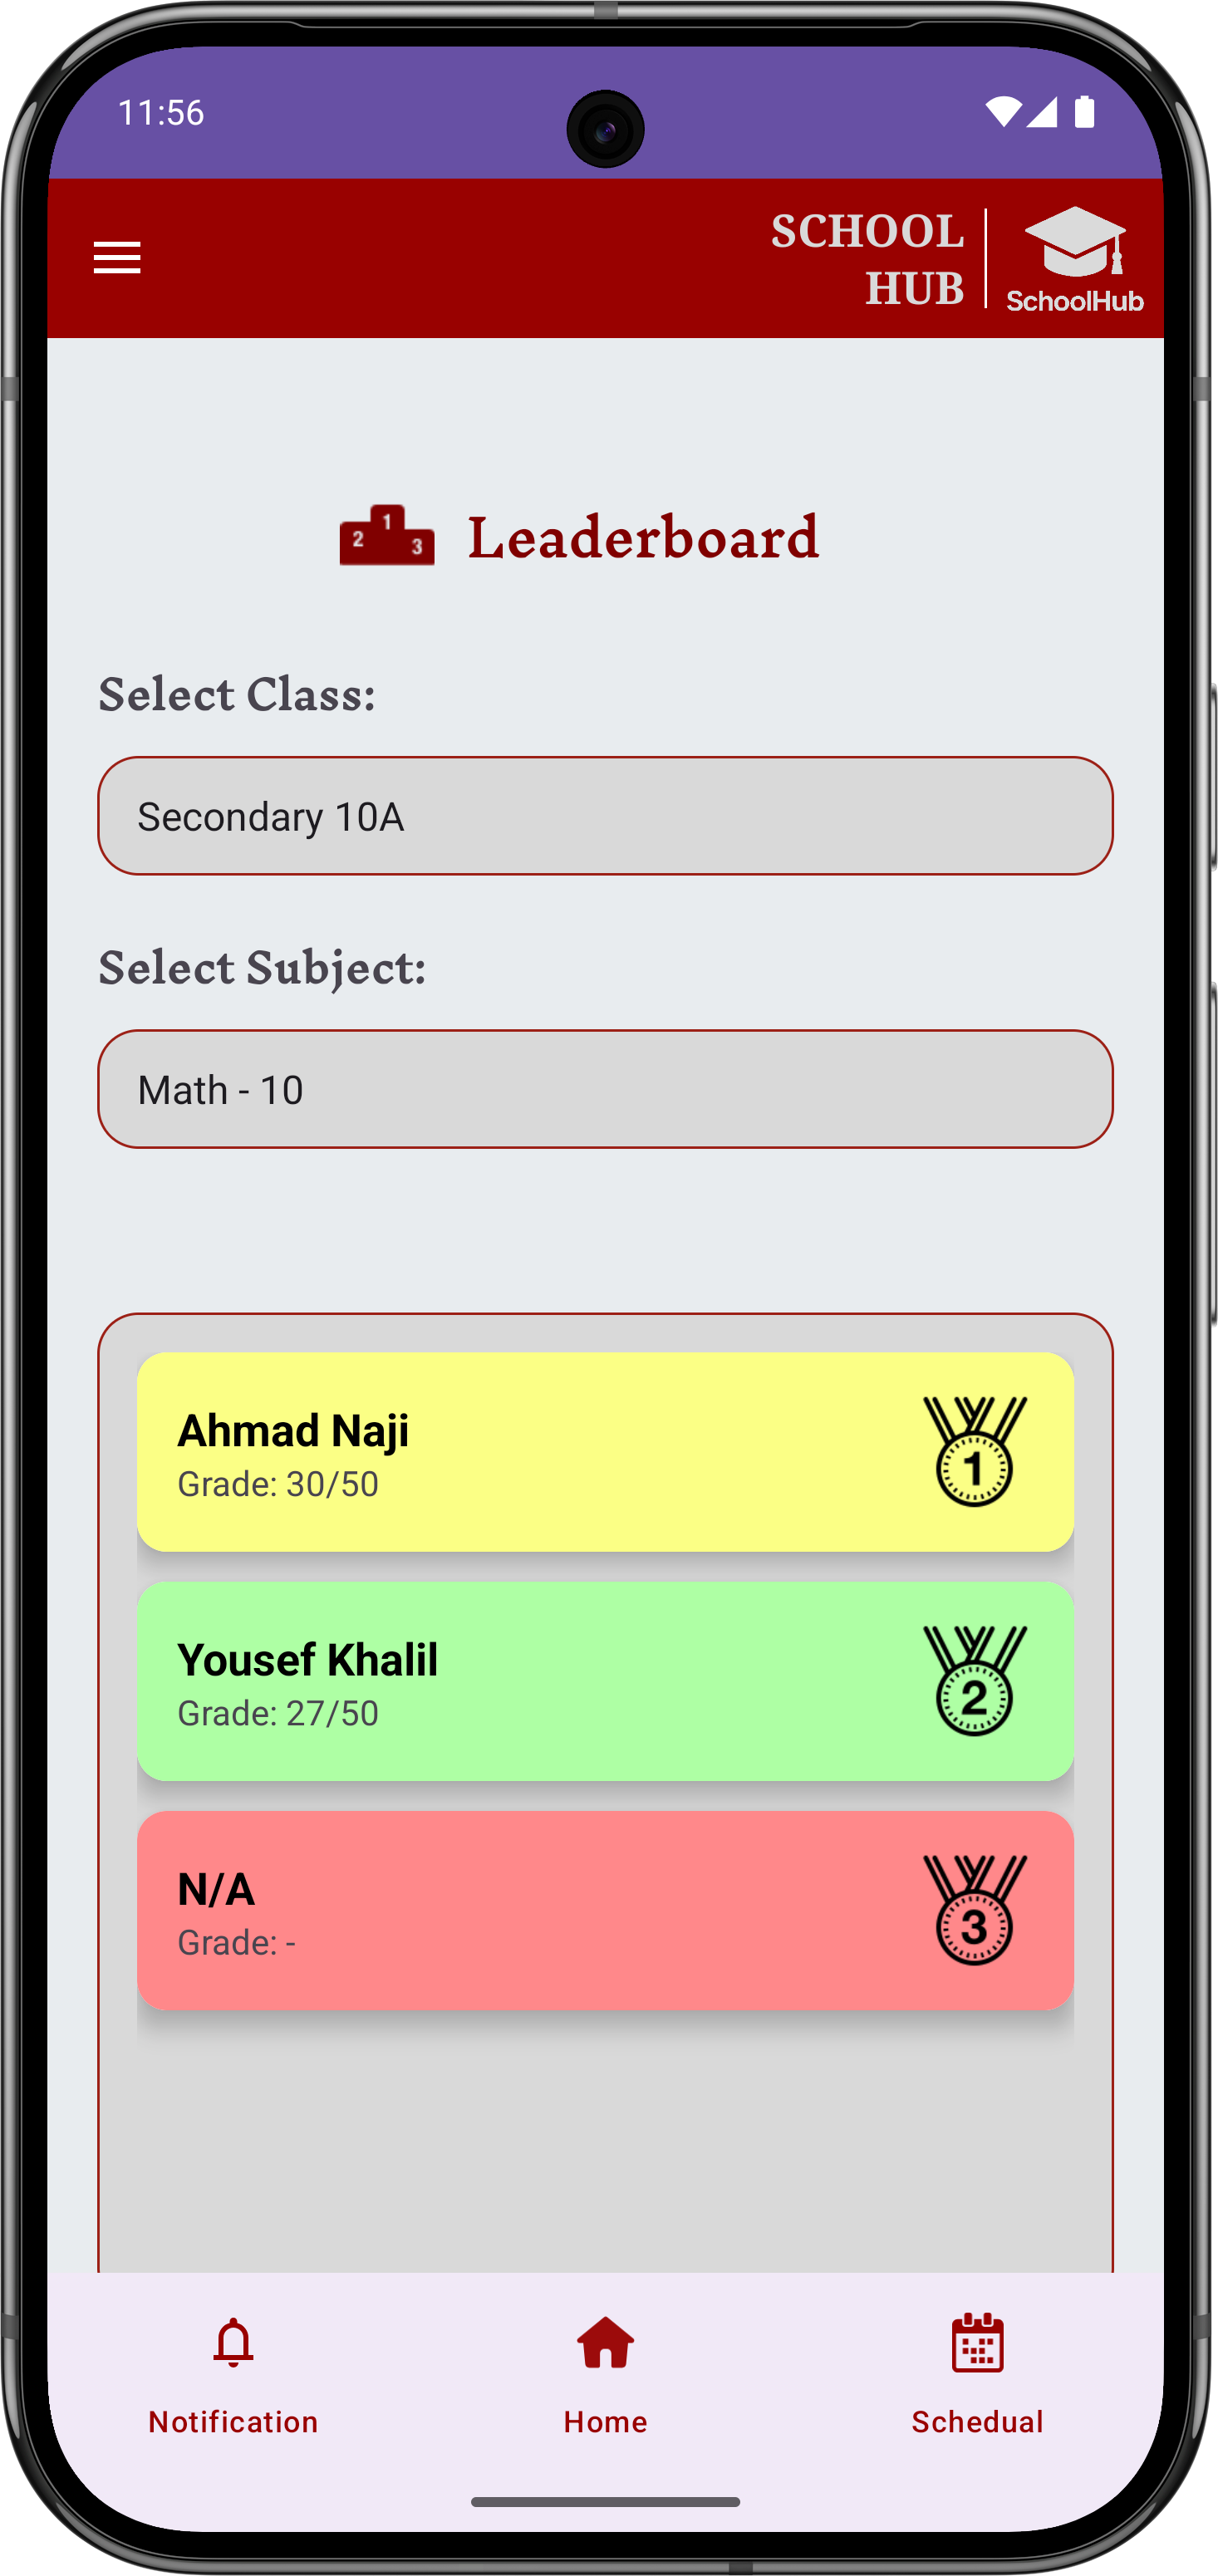 11:56
SCHOOL
HUB
SchoolHub
1
2
3
Leaderboard
Select Class:
Secondary 10A
Select Subject:
Math - 10
Ahmad Naji
Grade: 30/50
1
Yousef Khalil
Grade: 27/50
2
N/A
Grade: -
3
Notification
Home
Schedual